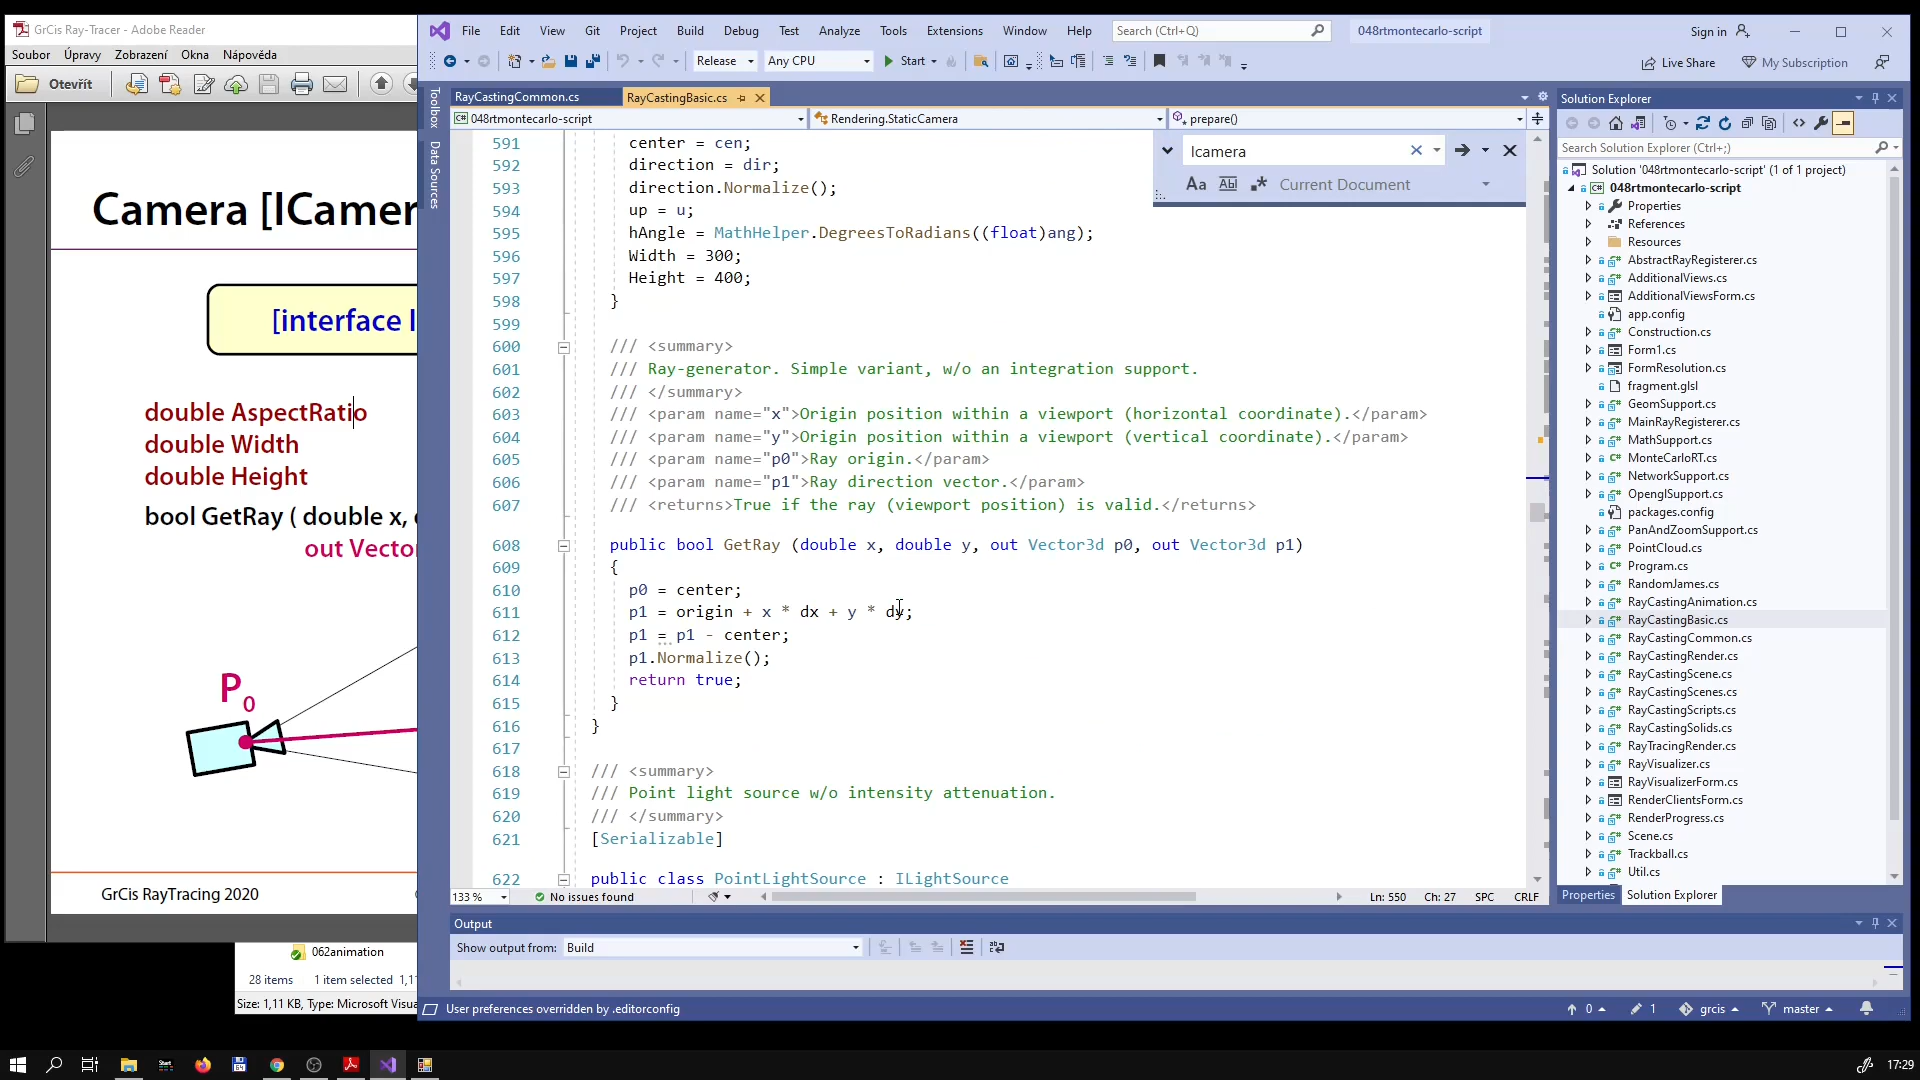 GrCis Ray-Tracer - Adobe Reader
Soubor Úpravy Zobrazení Okna Nápověda
Otevřít
Camera [ICamer
[interface I
double AspectRatio
double Width
double Height
bool GetRay ( double x,
out Vector
P0
GrCis RayTracing 2020
062animation
28 items 1 item selected 1,1
Size: 1,11 KB, Type: Microsoft Visua
File Edit View Git Project Build Debug Test Analyze Tools Extensions Window Help
Search (Ctrl+Q)
048rtmontecarlo-script
Sign in
Release Any CPU Start
Live Share My Subscription
Toolbox
Data Sources
RayCastingCommon.cs RayCastingBasic.cs
048rtmontecarlo-script Rendering.StaticCamera prepare()
Icamera
Aa Abl .* Current Document
591 center = cen;
592 direction = dir;
593 direction.Normalize();
594 up = u;
595 hAngle = MathHelper.DegreesToRadians((float)ang);
596 Width = 300;
597 Height = 400;
598 }
599
600 /// <summary>
601 /// Ray-generator. Simple variant, w/o an integration support.
602 /// </summary>
603 /// <param name="x">Origin position within a viewport (horizontal coordinate).</param>
604 /// <param name="y">Origin position within a viewport (vertical coordinate).</param>
605 /// <param name="p0">Ray origin.</param>
606 /// <param name="p1">Ray direction vector.</param>
607 /// <returns>True if the ray (viewport position) is valid.</returns>
608 public bool GetRay (double x, double y, out Vector3d p0, out Vector3d p1)
609 {
610 p0 = center;
611 p1 = origin + x * dx + y * dy;
612 p1 = p1 - center;
613 p1.Normalize();
614 return true;
615 }
616 }
617
618 /// <summary>
619 /// Point light source w/o intensity attenuation.
620 /// </summary>
621 [Serializable]
622 public class PointLightSource : ILightSource
133 % No issues found Ln: 550 Ch: 27 SPC CRLF
Output
Show output from: Build
User preferences overridden by .editorconfig
0 1 grcis master
Solution Explorer
Search Solution Explorer (Ctrl+;)
Solution '048rtmontecarlo-script' (1 of 1 project)
048rtmontecarlo-script
Properties
References
Resources
AbstractRayRegisterer.cs
AdditionalViews.cs
AdditionalViewsForm.cs
app.config
Construction.cs
Form1.cs
FormResolution.cs
fragment.glsl
GeomSupport.cs
MainRayRegisterer.cs
MathSupport.cs
MonteCarloRT.cs
NetworkSupport.cs
OpenglSupport.cs
packages.config
PanAndZoomSupport.cs
PointCloud.cs
Program.cs
RandomJames.cs
RayCastingAnimation.cs
RayCastingBasic.cs
RayCastingCommon.cs
RayCastingRender.cs
RayCastingScene.cs
RayCastingScenes.cs
RayCastingScripts.cs
RayCastingSolids.cs
RayTracingRender.cs
RayVisualizer.cs
RayVisualizerForm.cs
RenderClientsForm.cs
RenderProgress.cs
Scene.cs
Trackball.cs
Util.cs
Properties Solution Explorer
17:29